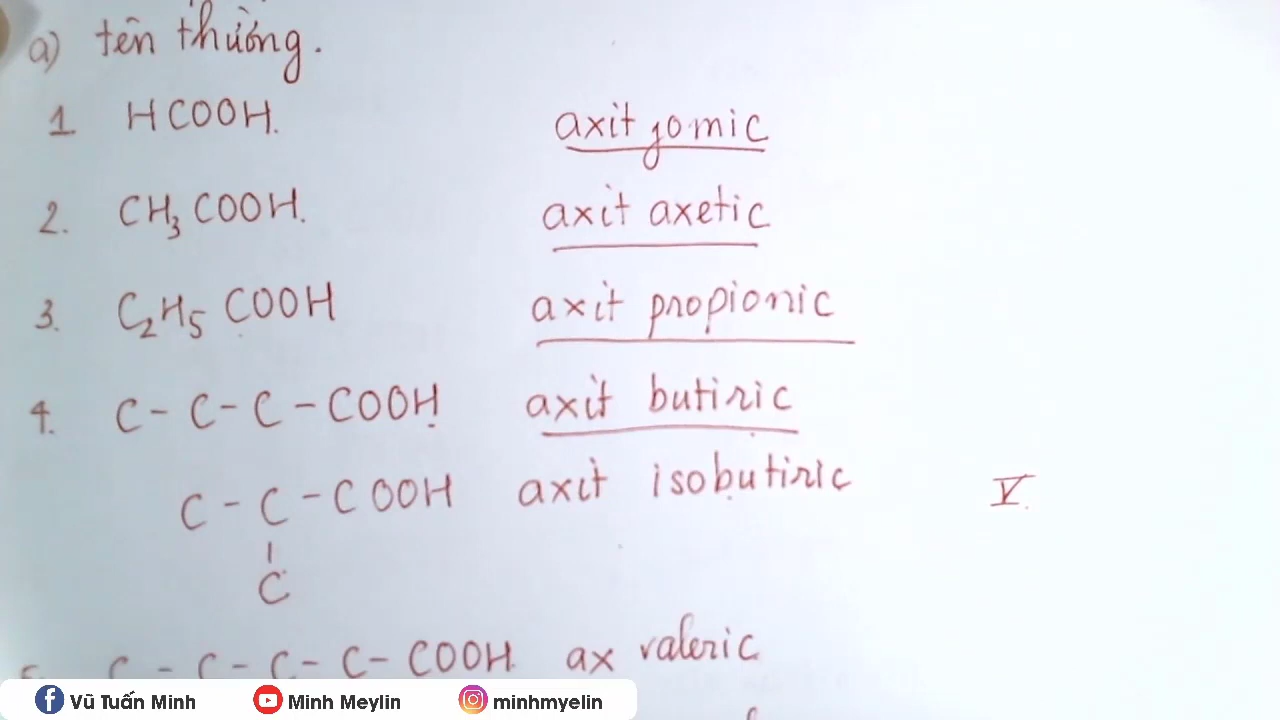 a) tên thường.
1. HCOOH. axit fomic
2. CH₃COOH. axit axetic
3. C₂H₅COOH axit propionic
4. C - C - C - COOH axit butiric
C - C - COOH axit isobutiric V.
C
C - C - C - C - COOH ax valeric
Vũ Tuấn Minh Minh Meylin minhmyelin